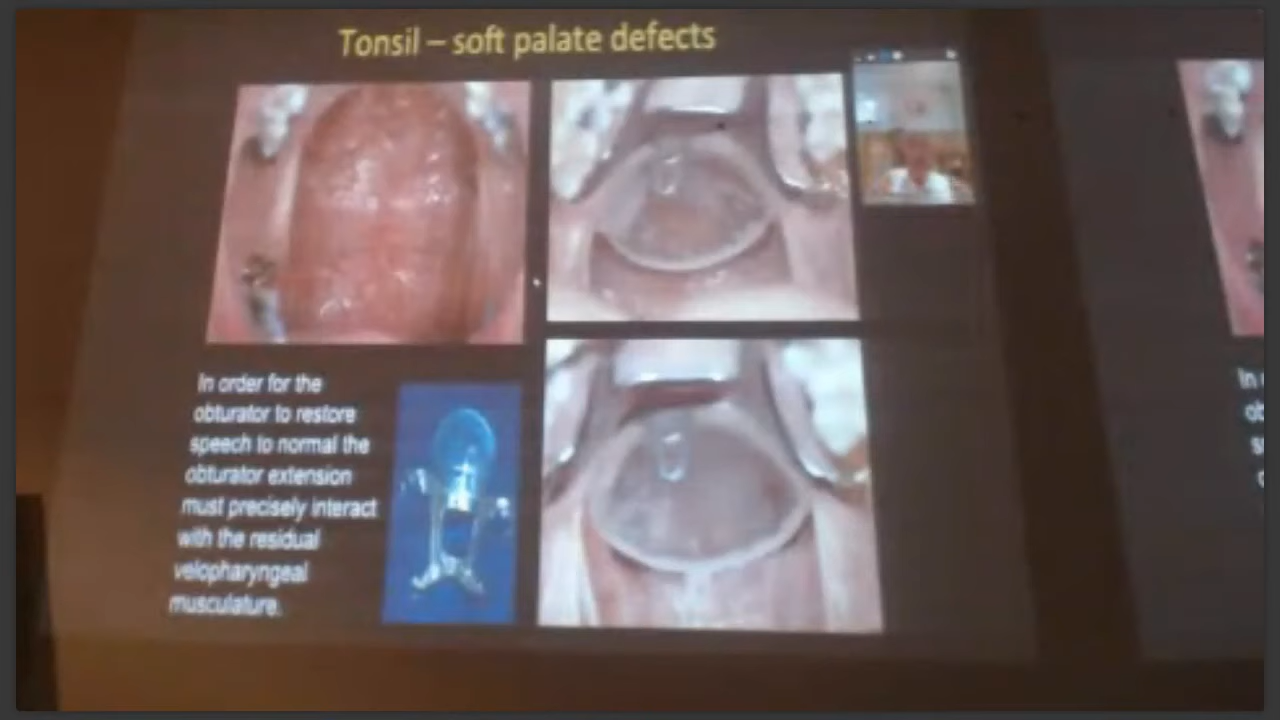 Tonsil – soft palate defects
In order for the
obturator to restore
speech to normal the
obturator extension
must precisely interact
with the residual
velopharyngeal
musculature.
In